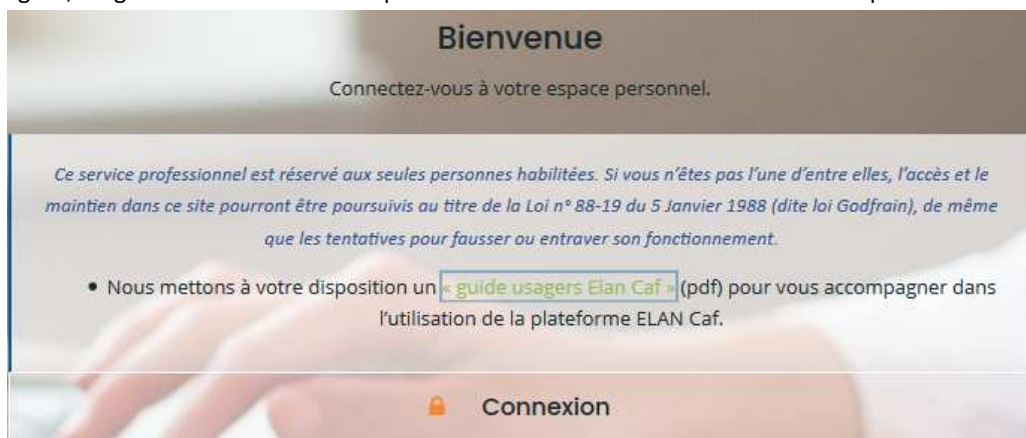 Bienvenue
Connectez-vous à votre espace personnel.
Ce service professionnel est réservé aux seules personnes habilitées. Si vous n'êtes pas l'une d'entre elles, l'accès et le
maintien dans ce site pourront être poursuivis au titre de la Loi n° 88-19 du 5 Janvier 1988 (dite loi Godfrain), de même
que les tentatives pour fausser ou entraver son fonctionnement.
• Nous mettons à votre disposition un « guide usagers Elan Caf » (pdf) pour vous accompagner dans
l'utilisation de la plateforme ELAN Caf.
Connexion